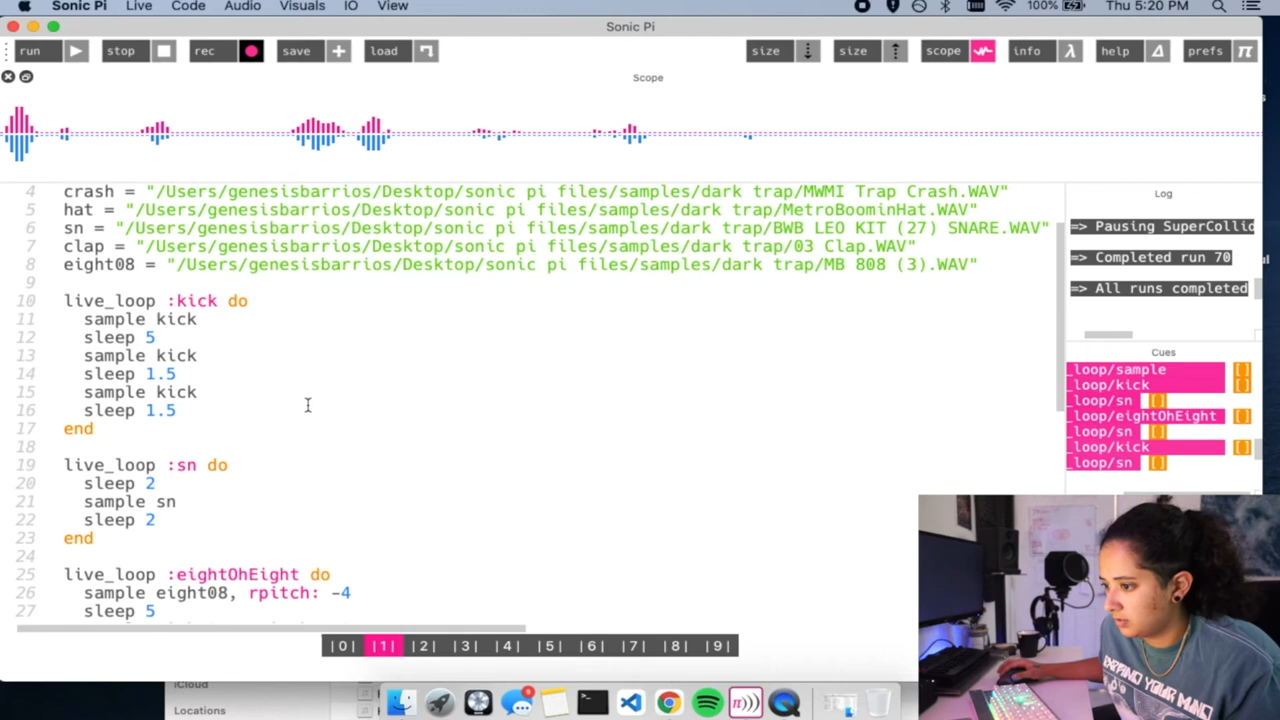 Sonic Pi Live Code Audio Visuals IO View 100% Thu 5:20 PM
Sonic Pi
run stop rec save load size size scope info help prefs
Scope
4 crash = "/Users/genesisbarrios/Desktop/sonic pi files/samples/dark trap/MWMI Trap Crash.WAV"
5 hat = "/Users/genesisbarrios/Desktop/sonic pi files/samples/dark trap/MetroBoominHat.WAV"
6 sn = "/Users/genesisbarrios/Desktop/sonic pi files/samples/dark trap/BWB LEO KIT (27) SNARE.WAV"
7 clap = "/Users/genesisbarrios/Desktop/sonic pi files/samples/dark trap/03 Clap.WAV"
8 eight08 = "/Users/genesisbarrios/Desktop/sonic pi files/samples/dark trap/MB 808 (3).WAV"
9
10 live_loop :kick do
11 sample kick
12 sleep 5
13 sample kick
14 sleep 1.5
15 sample kick
16 sleep 1.5
17 end
18
19 live_loop :sn do
20 sleep 2
21 sample sn
22 sleep 2
23 end
24
25 live_loop :eightOhEight do
26 sample eight08, rpitch: -4
27 sleep 5
|0| |1| |2| |3| |4| |5| |6| |7| |8| |9|
Log
=> Pausing SuperCollid
=> Completed run 70
=> All runs completed
Cues
_loop/sample []
_loop/kick []
_loop/sn []
_loop/eightOhEight []
_loop/sn []
_loop/kick []
_loop/sn []
iCloud
Locations